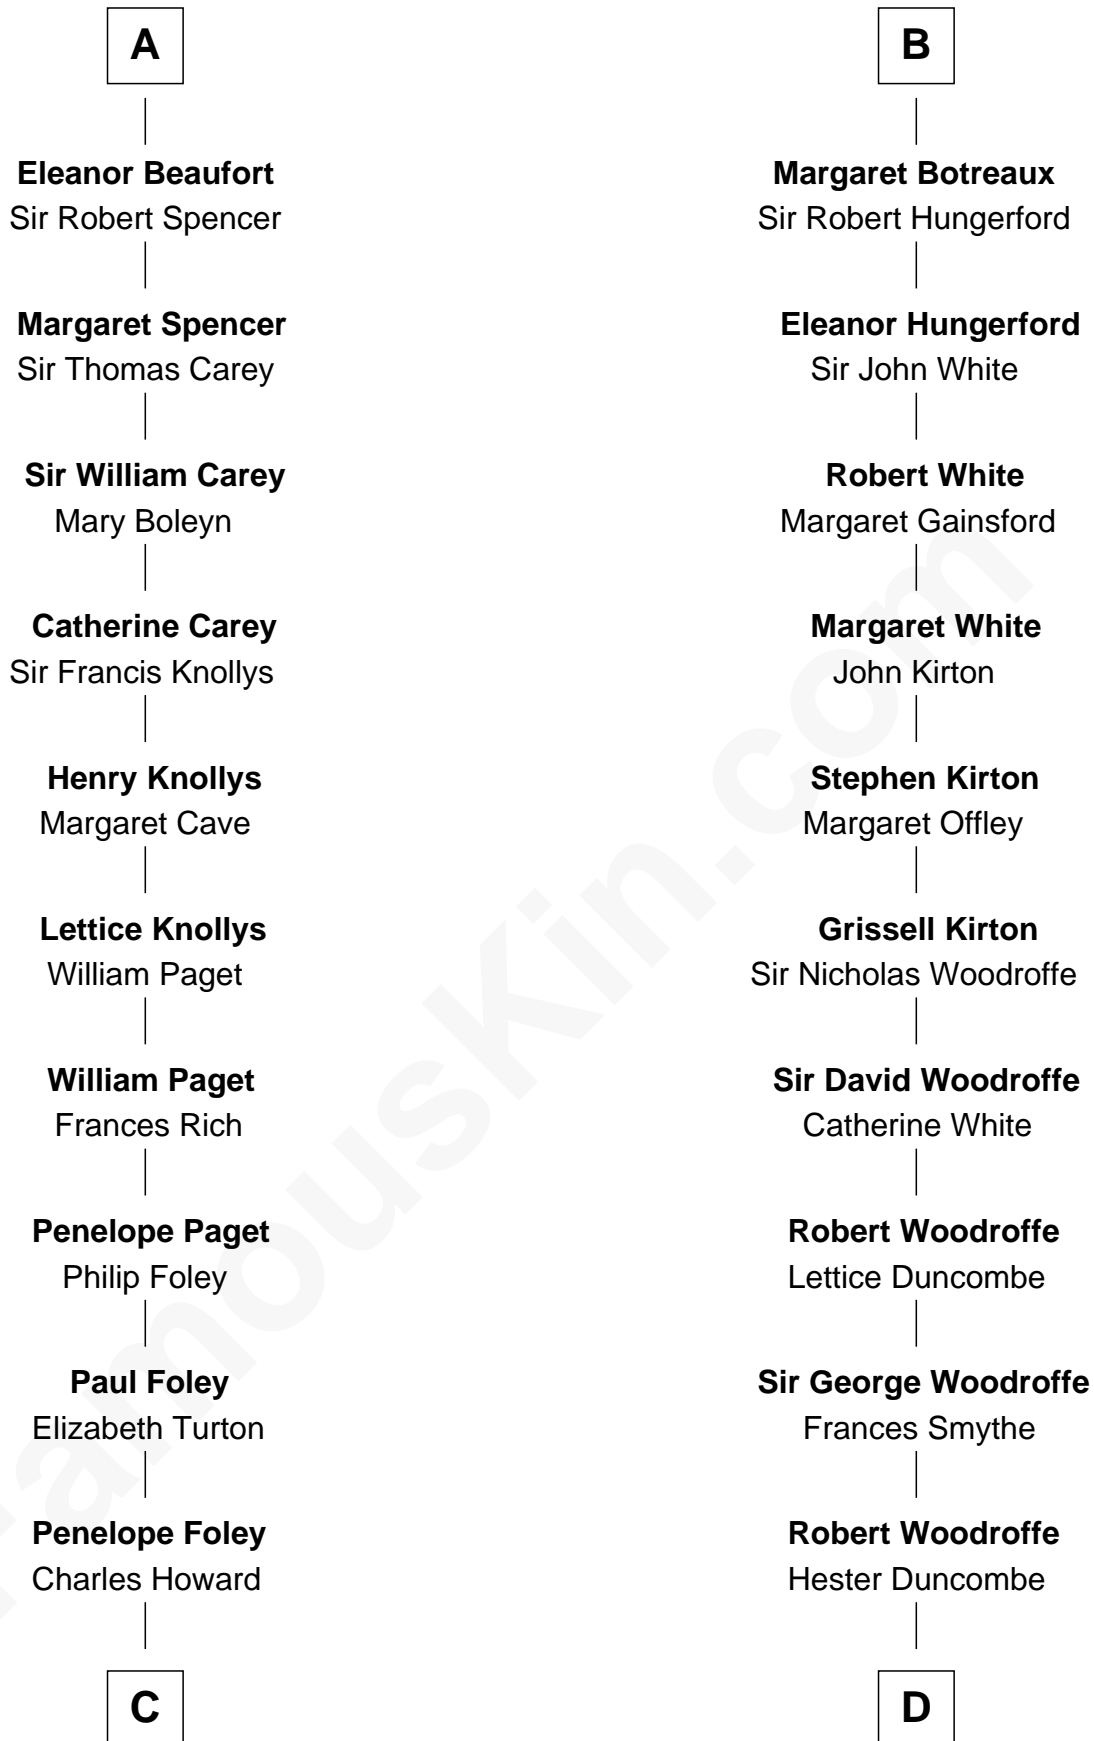 A
Eleanor Beaufort
Sir Robert Spencer
Margaret Spencer
Sir Thomas Carey
Sir William Carey
Mary Boleyn
Catherine Carey
Sir Francis Knollys
Henry Knollys
Margaret Cave
Lettice Knollys
William Paget
William Paget
Frances Rich
Penelope Paget
Philip Foley
Paul Foley
Elizabeth Turton
Penelope Foley
Charles Howard
C
B
Margaret Botreaux
Sir Robert Hungerford
Eleanor Hungerford
Sir John White
Robert White
Margaret Gainsford
Margaret White
John Kirton
Stephen Kirton
Margaret Offley
Grissell Kirton
Sir Nicholas Woodroffe
Sir David Woodroffe
Catherine White
Robert Woodroffe
Lettice Duncombe
Sir George Woodroffe
Frances Smythe
Robert Woodroffe
Hester Duncombe
D
FamousKin.com